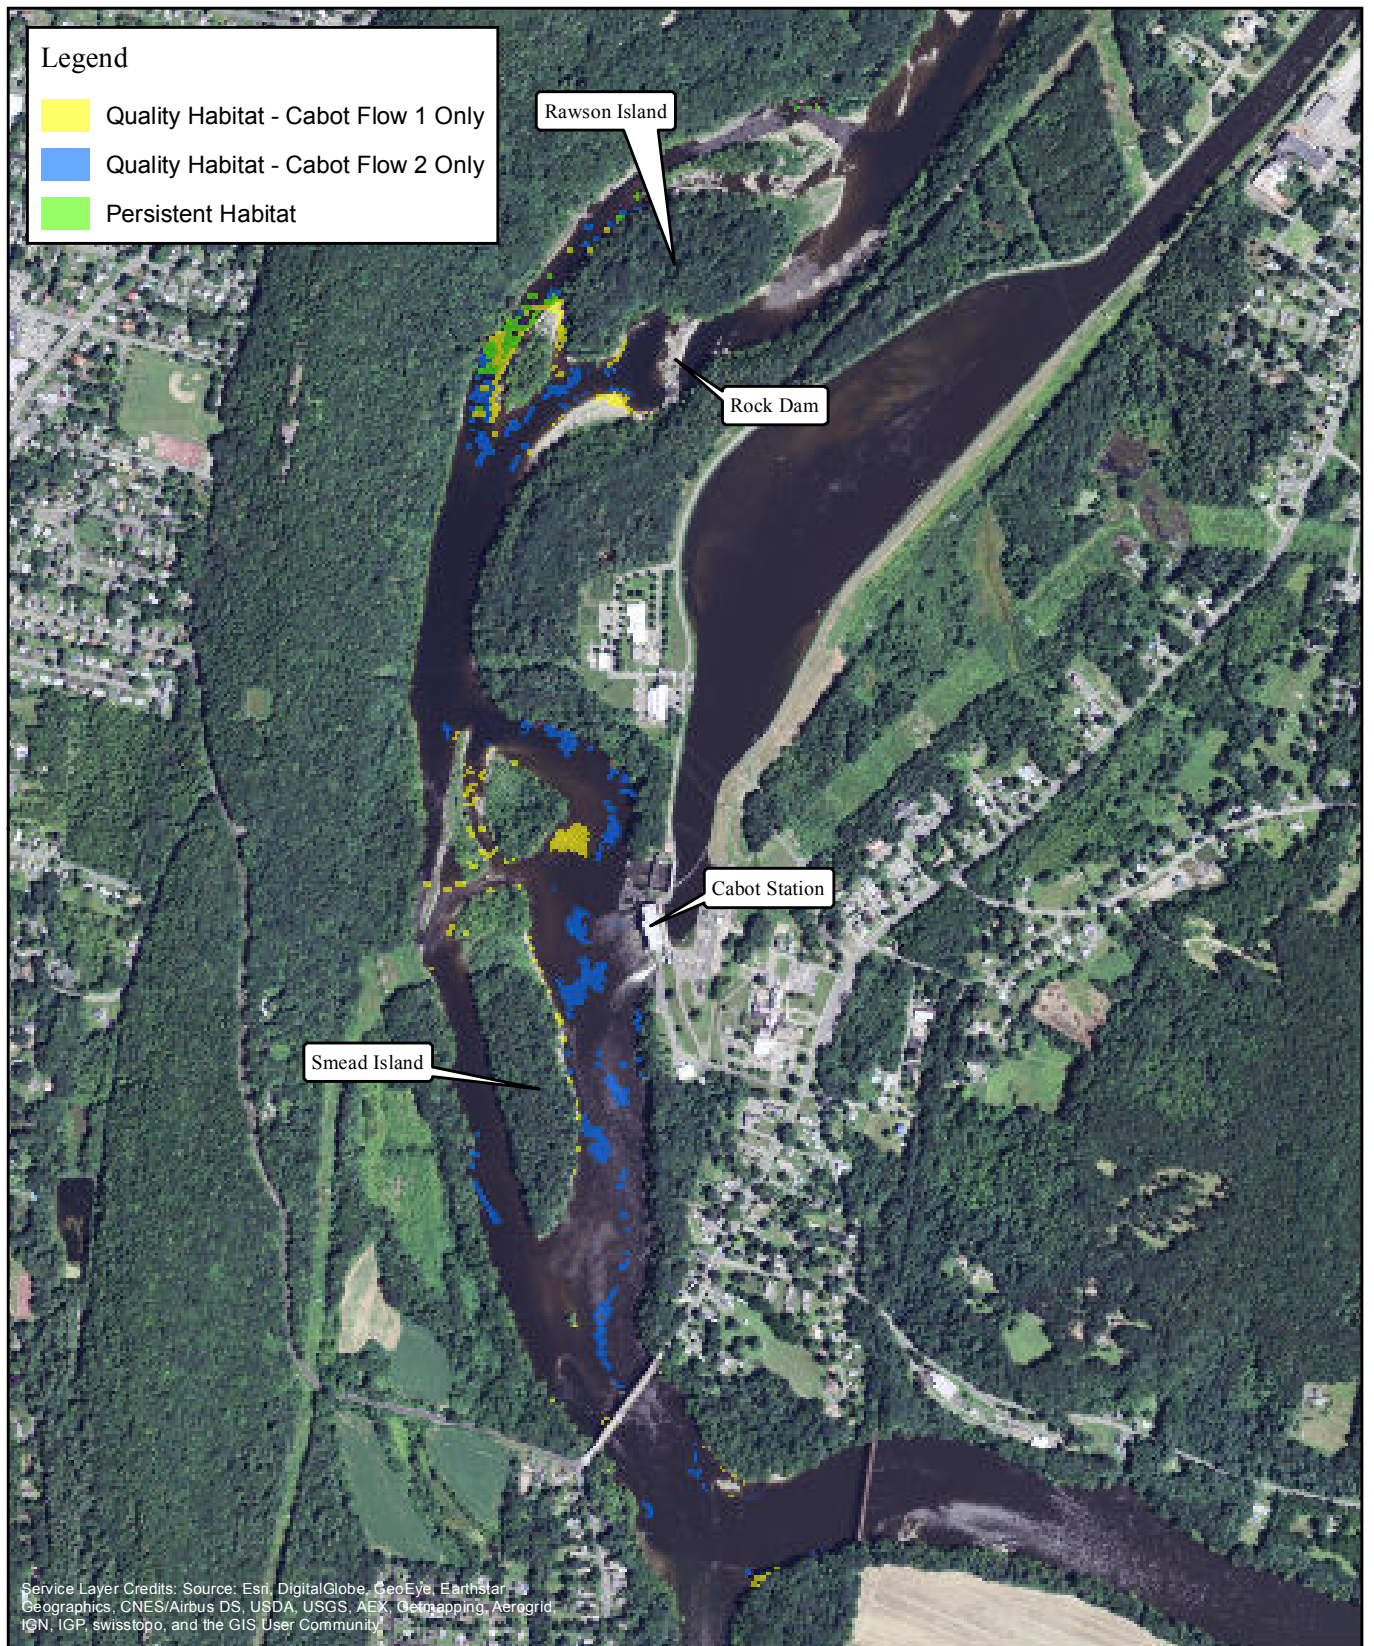 Legend
Quality Habitat - Cabot Flow 1 Only
Quality Habitat - Cabot Flow 2 Only
Persistent Habitat
Rawson Island
Rock Dam
Cabot Station
Smead Island
Service Layer Credits: Source: Esri, DigitalGlobe, GeoEye, Earthstar
Geographics, CNES/Airbus DS, USDA, USGS, AEX, Getmapping, Aerogrid,
IGN, IGP, swisstopo, and the GIS User Community